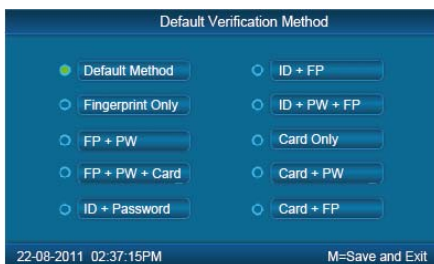 Default Verification Method
Default Method
ID + FP
Fingerprint Only
ID + PW + FP
FP + PW
Card Only
FP + PW + Card
Card + PW
ID + Password
Card + FP
22-08-2011 02:37:15PM
M=Save and Exit